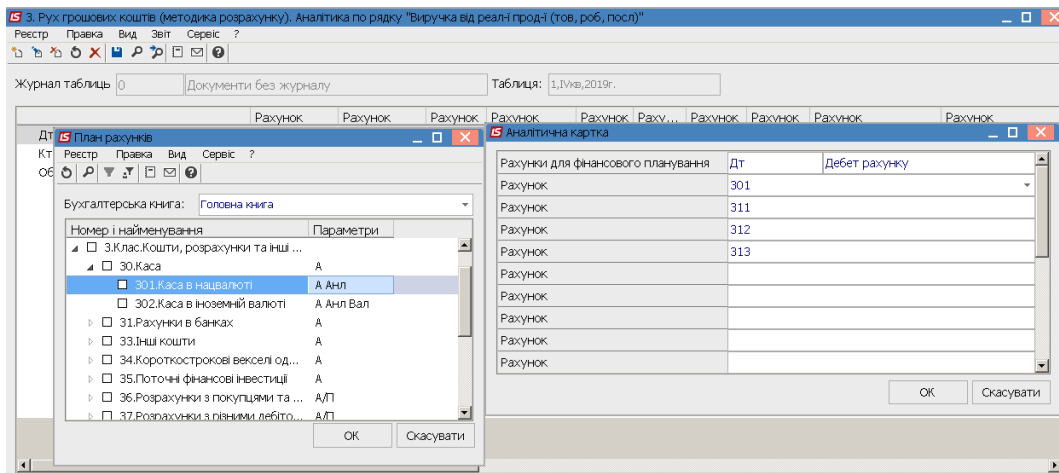 3. Рух грошових коштів (методика розрахунку). Аналітика по рядку "Виручка від реал-ї прод-ї (тов, роб, посл)"
Реєстр Правка Вид Звіт Сервіс ?
Журнал таблиць 0 Документи без журналу Таблиця: 1,IVкв,2019г.
Рахунок Рахунок Рахунок Рахунок Рахунок Раху... Рахунок Рахунок Рахунок Рахунок
Дт
Кт
Об
План рахунків
Реєстр Правка Вид Сервіс ?
Бухгалтерська книга: Головна книга
Номер і найменування Параметри
3.Клас.Кошти, розрахунки та інші ...
30.Каса А
301.Каса в нацвалюті А Анл
302.Каса в іноземній валюті А Анл Вал
31.Рахунки в банках А
33.Інші кошти А
34.Короткострокові векселі од... А
35.Поточні фінансові інвестиції А
36.Розрахунки з покупцями та ... А/П
37.Розрахунки з різними дебіто... А/П
ОК Скасувати
Аналітична картка
Рахунки для фінансового планування Дт Дебет рахунку
Рахунок 301
Рахунок 311
Рахунок 312
Рахунок 313
Рахунок
Рахунок
Рахунок
Рахунок
Рахунок
ОК Скасувати